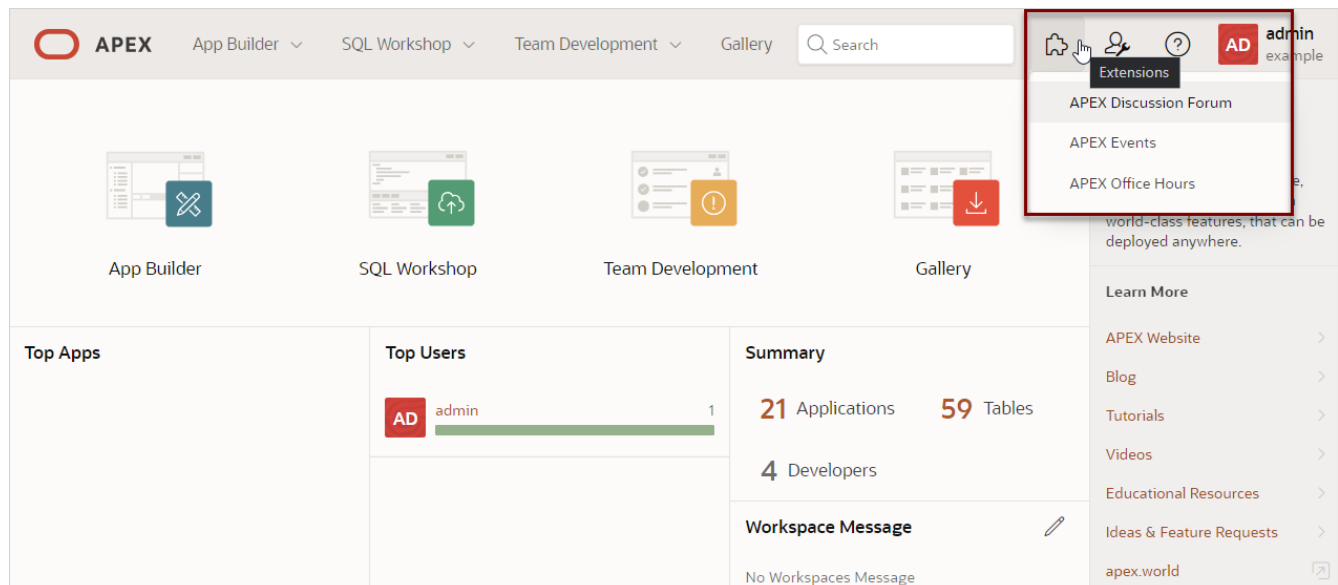 APEX
App Builder
SQL Workshop
Team Development
Gallery
Search
AD
admin
example
Extensions
APEX Discussion Forum
APEX Events
APEX Office Hours
e,
world-class features, that can be
deployed anywhere.
App Builder
SQL Workshop
Team Development
Gallery
Learn More
APEX Website
Blog
Tutorials
Videos
Educational Resources
Ideas & Feature Requests
apex.world
Top Apps
Top Users
AD
admin
1
Summary
21 Applications
59 Tables
4 Developers
Workspace Message
No Workspaces Message